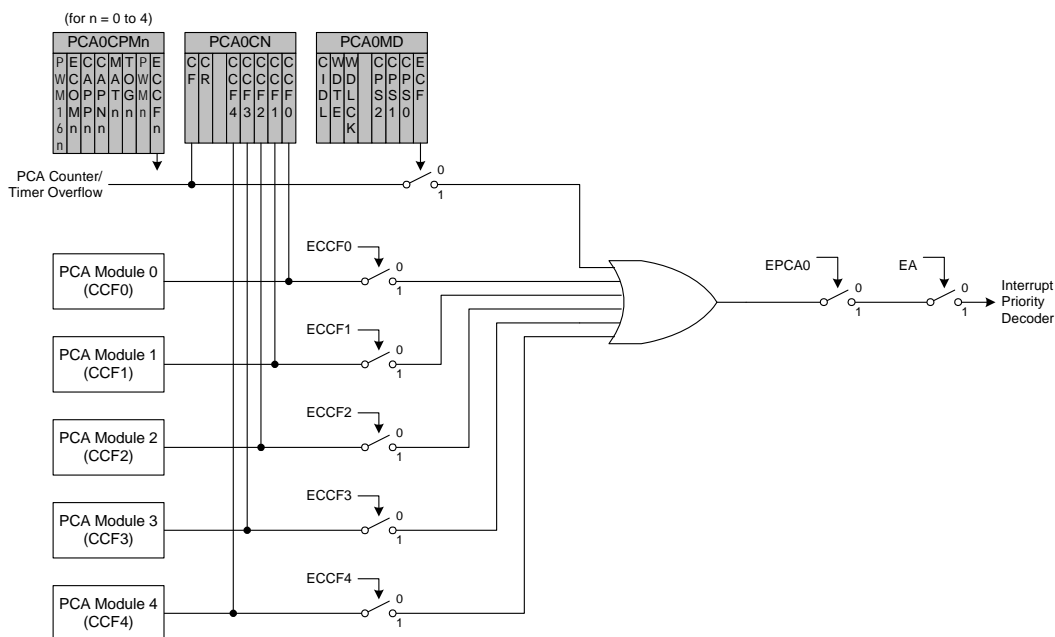 (for n = 0 to 4)
PCA0CPMn
PWM16n
ECOMn
CAPPn
CAPNn
MATn
TOGn
PWMn
ECCFn
PCA0CN
CF
CR
CCF4
CCF3
CCF2
CCF1
CCF0
PCA0MD
CIDL
WDTE
WDLCK
CPS2
CPS1
CPS0
ECF
PCA Counter/
Timer Overflow
0
1
PCA Module 0
(CCF0)
ECCF0
0
1
EPCA0
0
1
EA
0
1
Interrupt
Priority
Decoder
PCA Module 1
(CCF1)
ECCF1
0
1
PCA Module 2
(CCF2)
ECCF2
0
1
PCA Module 3
(CCF3)
ECCF3
0
1
PCA Module 4
(CCF4)
ECCF4
0
1